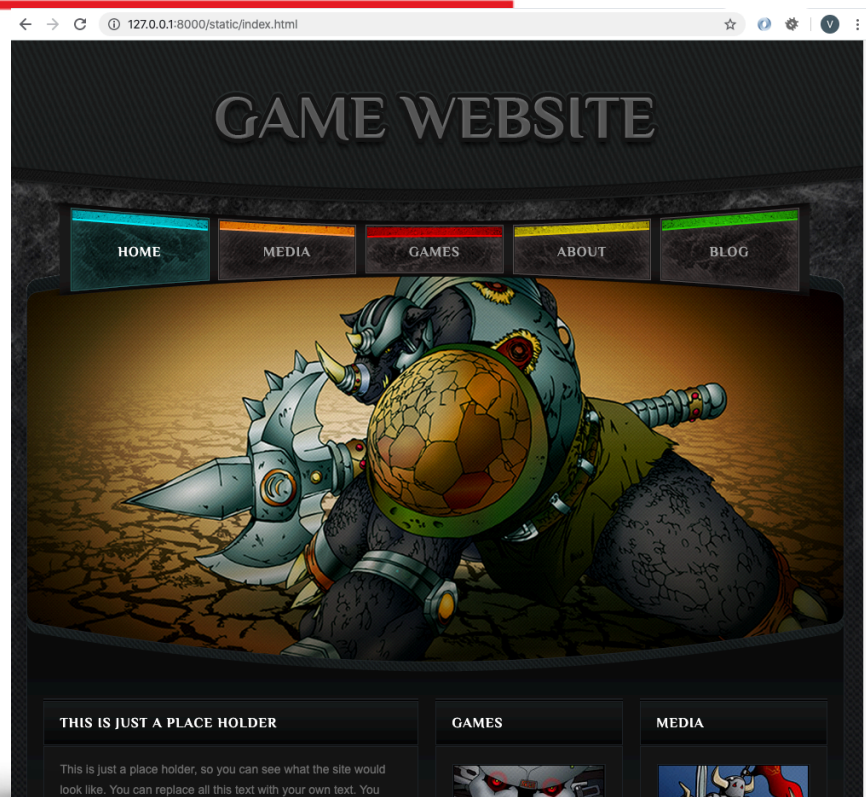 127.0.0.1:8000/static/index.html
V
GAME WEBSITE
HOME MEDIA GAMES ABOUT BLOG
THIS IS JUST A PLACE HOLDER
GAMES
MEDIA
This is just a place holder, so you can see what the site would
look like. You can replace all this text with your own text. You